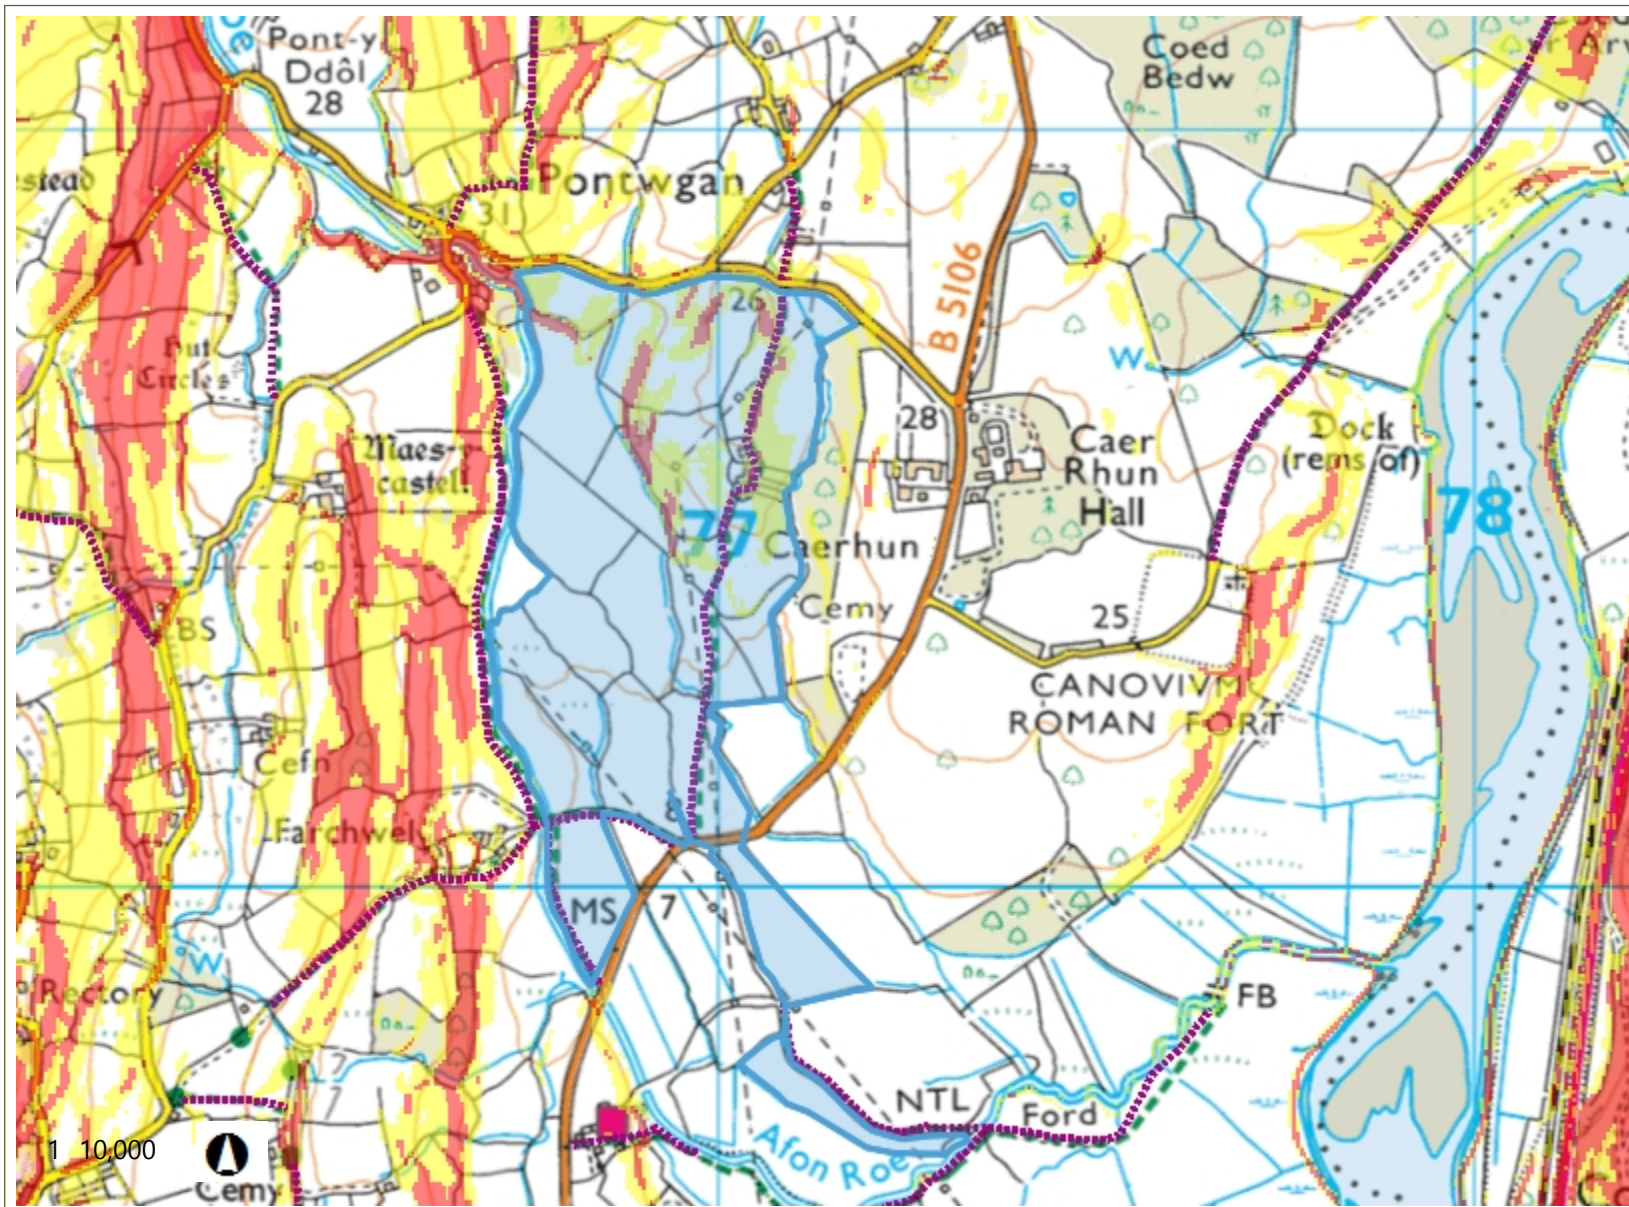 Pont-y
Ddôl
28
Coed
Bedw
stead
Pontwgan
31
26
B 5106
W
Hut
Circles
28
Caer
Rhun
Hall
Dock
(rems of)
Maes-y-
castell
77
78
Caerhun
Cemy
25
BS
CANOVIVM
ROMAN FORT
Cefn
Farchwel
8
MS
7
W
Rectory
FB
17
NTL
Ford
Afon Roe
1 10,000
Cemy